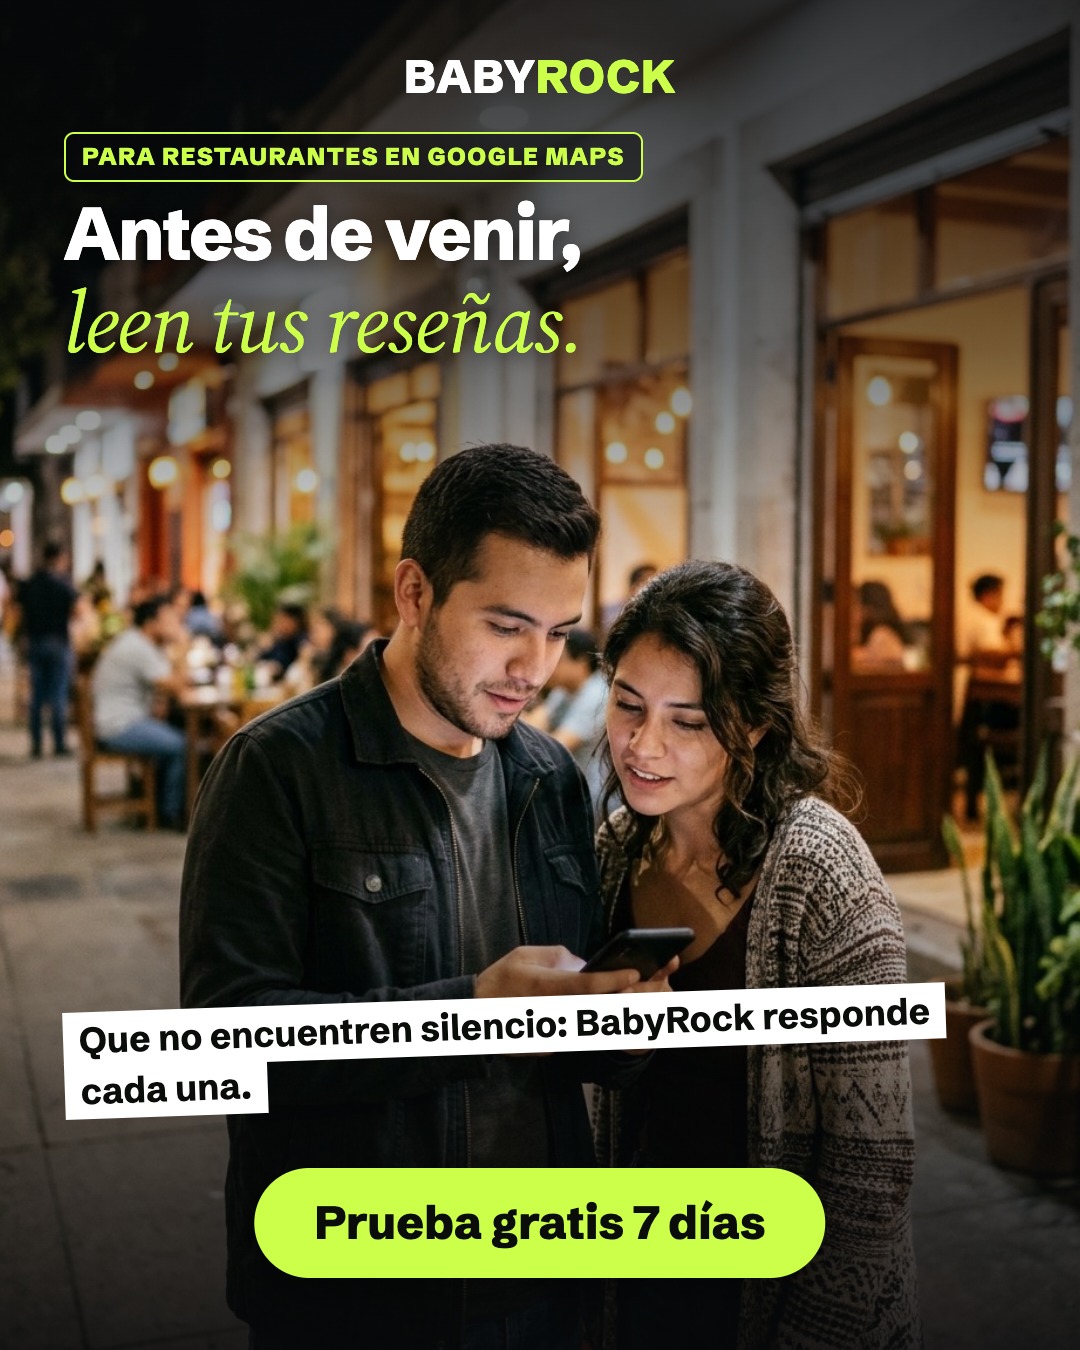 BABYROCK
PARA RESTAURANTES EN GOOGLE MAPS
Antes de venir,
leen tus reseñas.
Que no encuentren silencio: BabyRock responde
cada una.
Prueba gratis 7 días